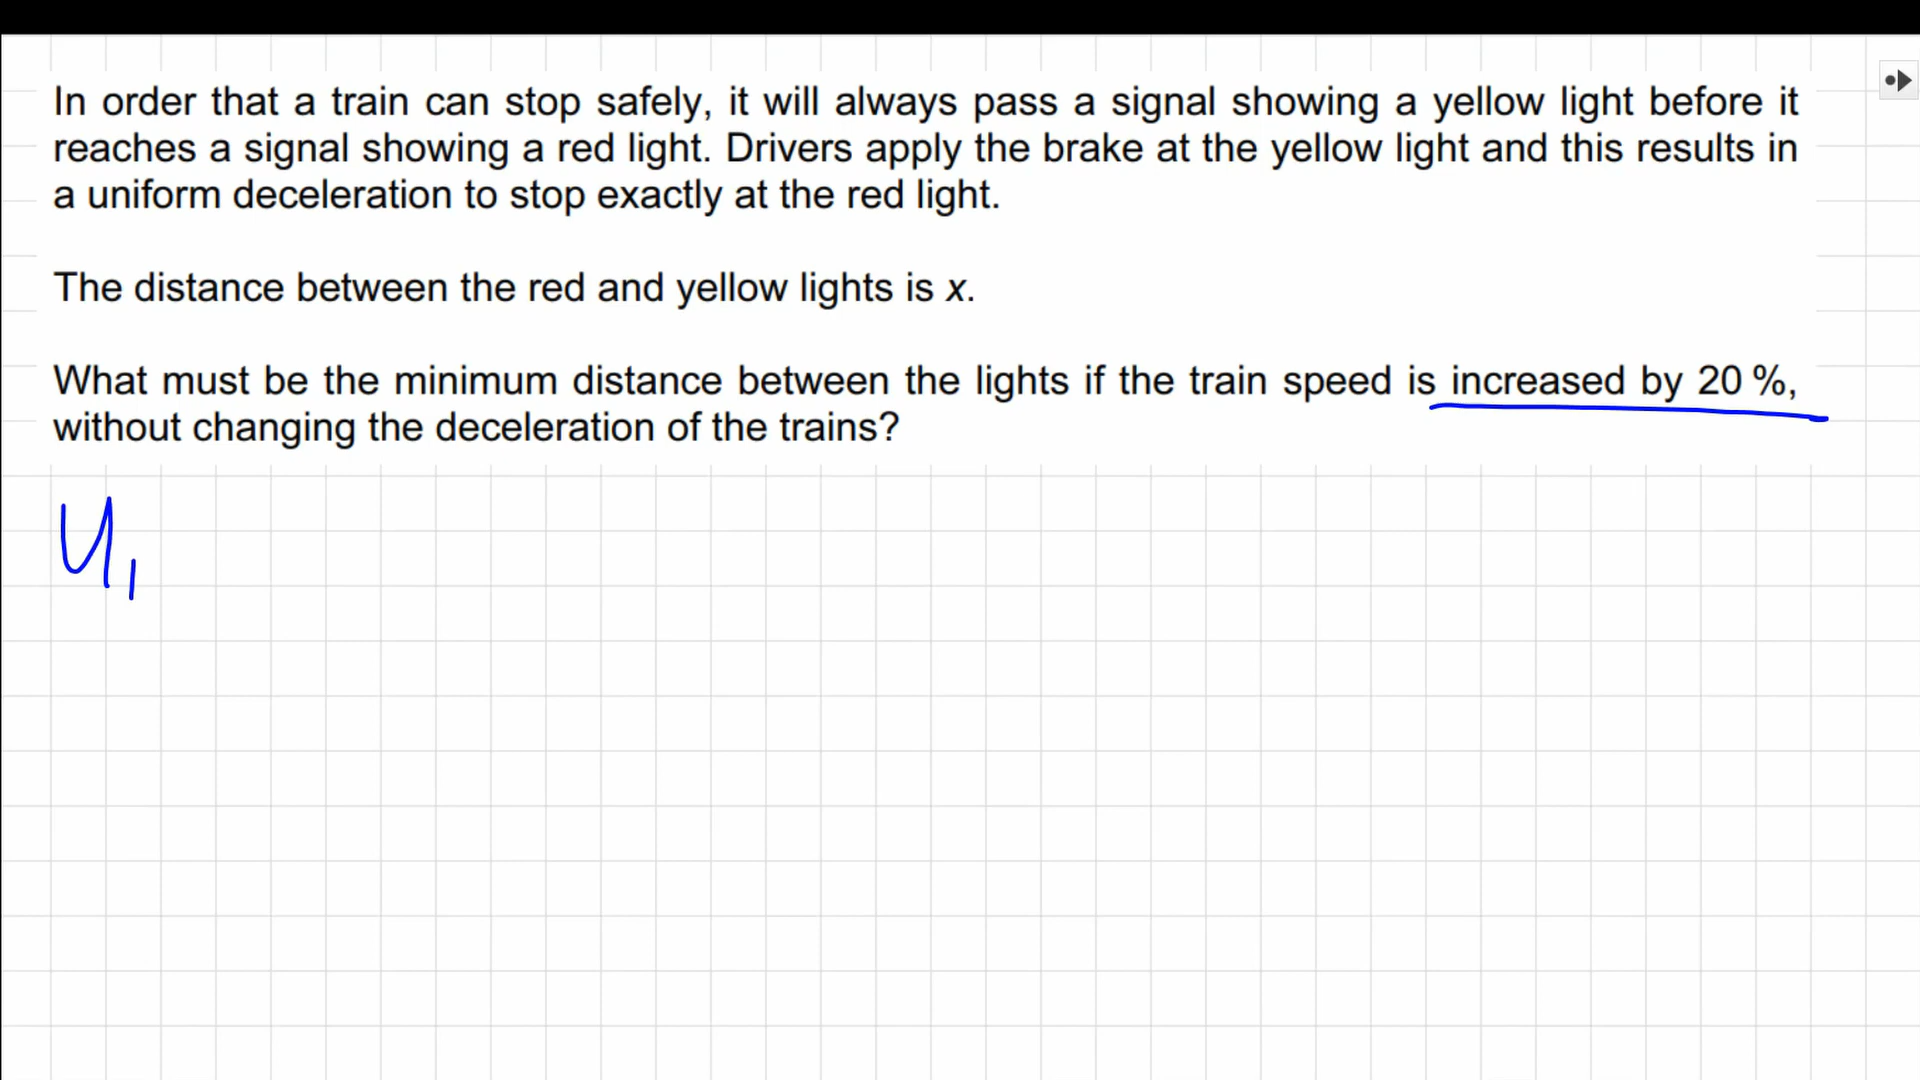 In order that a train can stop safely, it will always pass a signal showing a yellow light before it
reaches a signal showing a red light. Drivers apply the brake at the yellow light and this results in
a uniform deceleration to stop exactly at the red light.
The distance between the red and yellow lights is x.
What must be the minimum distance between the lights if the train speed is increased by 20 %,
without changing the deceleration of the trains?
u₁